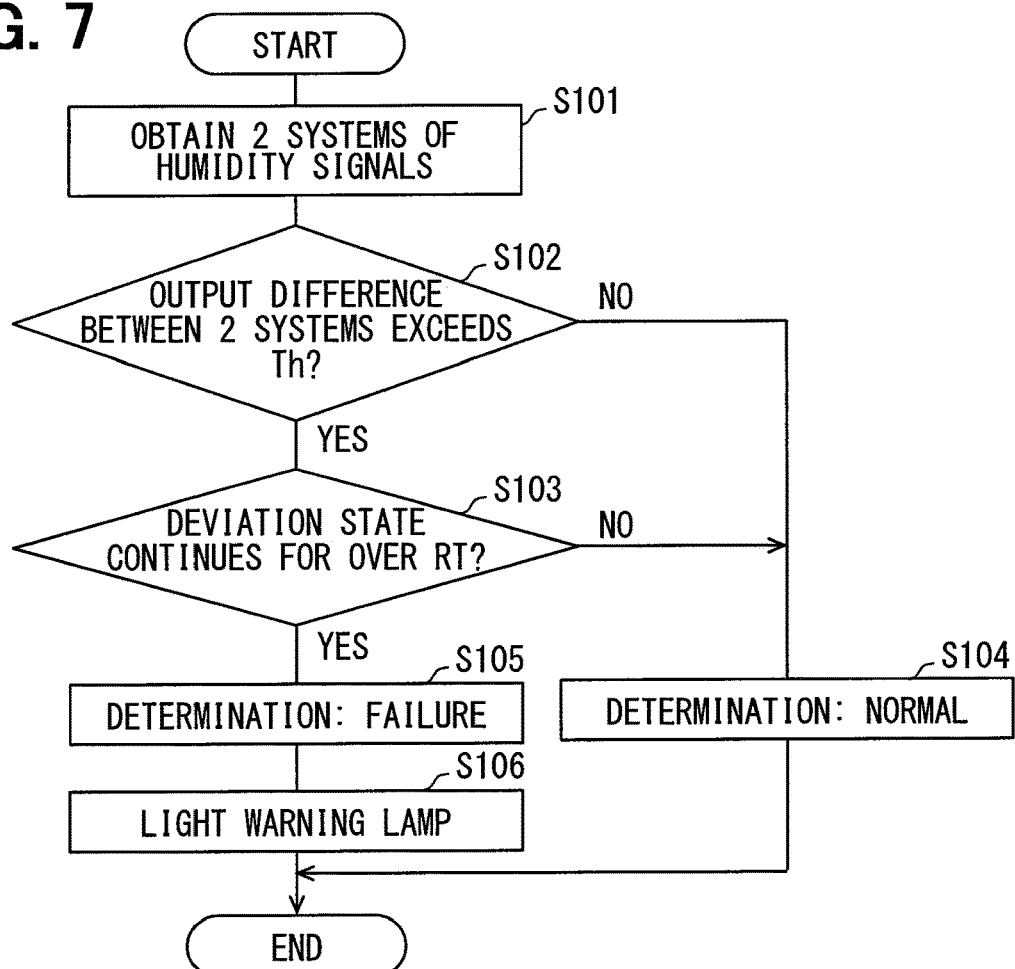 G. 7
START
S101
OBTAIN 2 SYSTEMS OF
HUMIDITY SIGNALS
S102
OUTPUT DIFFERENCE
BETWEEN 2 SYSTEMS EXCEEDS
Th?
NO
YES
S103
DEVIATION STATE
CONTINUES FOR OVER RT?
NO
YES
S105
DETERMINATION: FAILURE
S104
DETERMINATION: NORMAL
S106
LIGHT WARNING LAMP
END